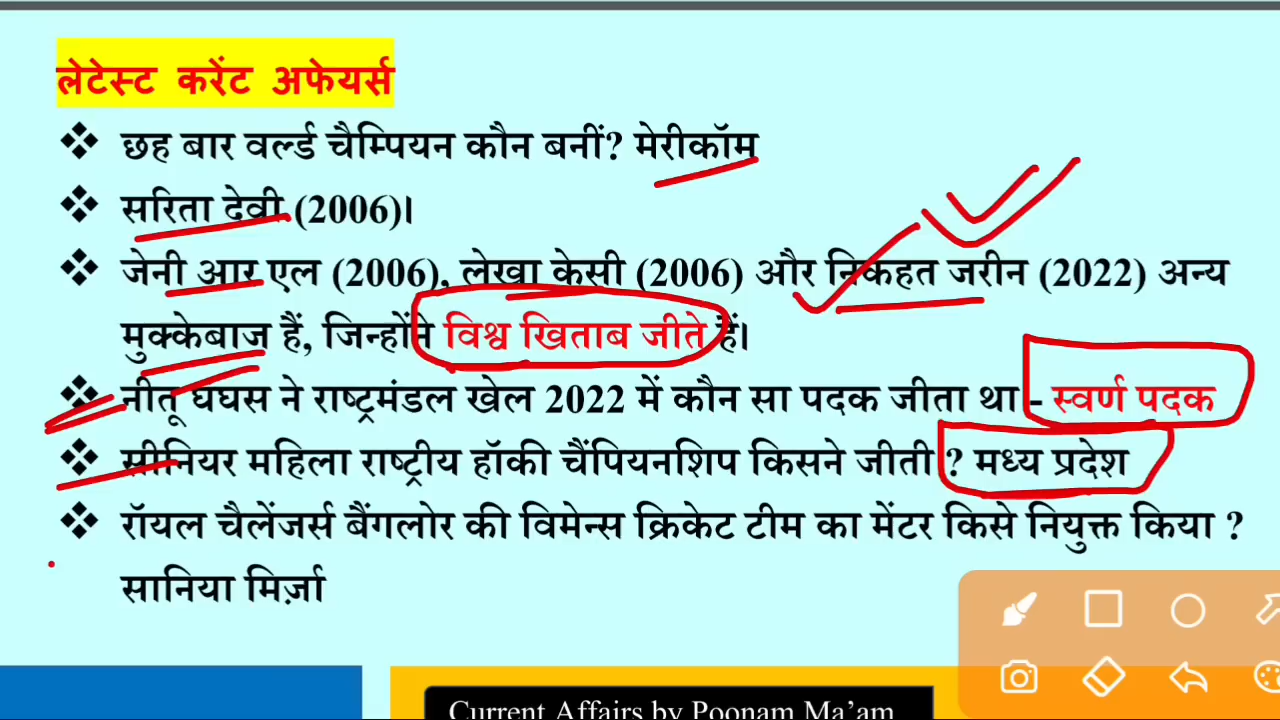 लेटेस्ट करेंट अफेयर्स
❖ छह बार वर्ल्ड चैम्पियन कौन बनीं? मेरीकॉम
❖ सरिता देवी (2006)।
❖ जेनी आर एल (2006), लेखा केसी (2006) और निकहत जरीन (2022) अन्य
मुक्केबाज हैं, जिन्होंने विश्व खिताब जीते हैं।
❖ नीतू घघस ने राष्ट्रमंडल खेल 2022 में कौन सा पदक जीता था - स्वर्ण पदक
❖ सीनियर महिला राष्ट्रीय हॉकी चैंपियनशिप किसने जीती ? मध्य प्रदेश
❖ रॉयल चैलेंजर्स बैंगलोर की विमेन्स क्रिकेट टीम का मेंटर किसे नियुक्त किया ?
सानिया मिर्ज़ा
Current Affairs by Poonam Ma'am